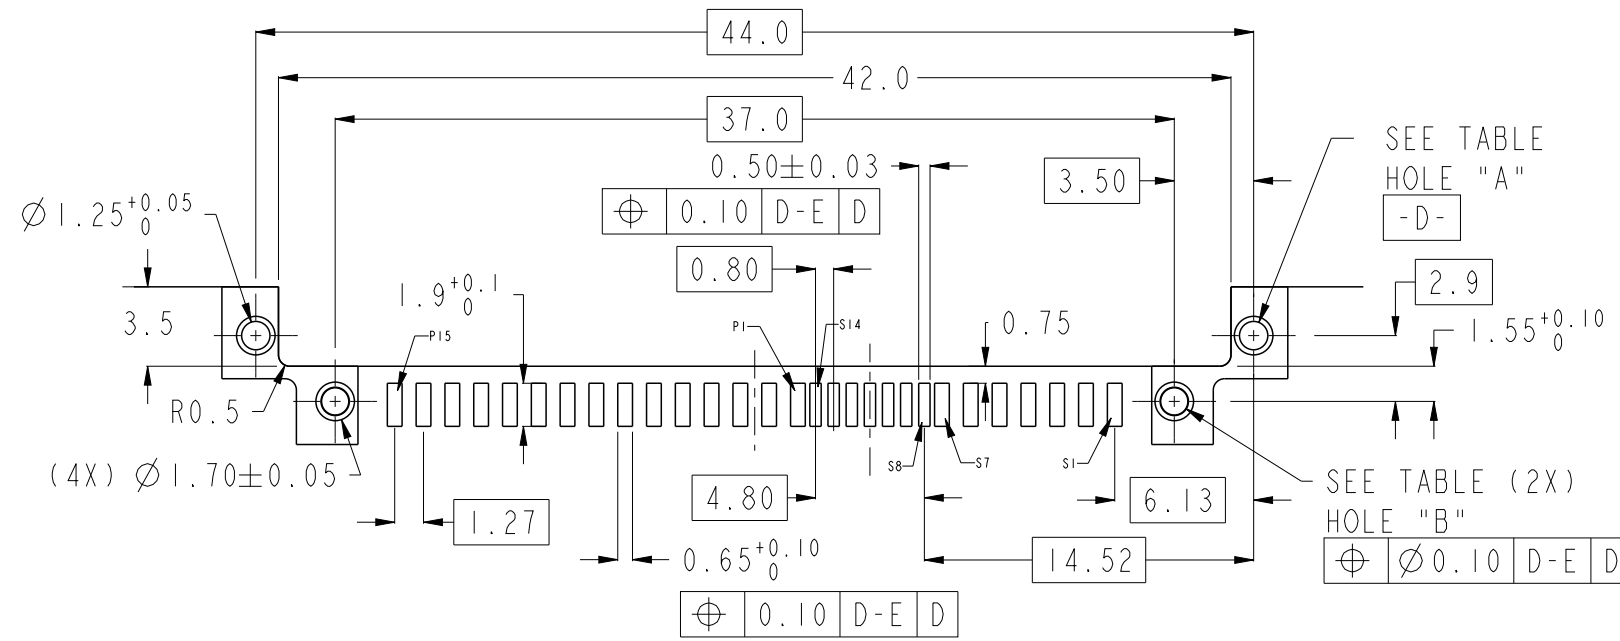 44.0
42.0
37.0
0.50±0.03
⌖ 0.10 D-E D
3.50
SEE TABLE
HOLE "A"
-D-
Ø1.25 +0.05 0
0.80
2.9
1.9 +0.1 0
3.5
P15
P1
S14
0.75
1.55 +0.10 0
R0.5
S8
S7
S1
(4X) Ø1.70±0.05
4.80
6.13
SEE TABLE (2X)
HOLE "B"
⌖ Ø0.10 D-E D
1.27
0.65 +0.10 0
14.52
⌖ 0.10 D-E D